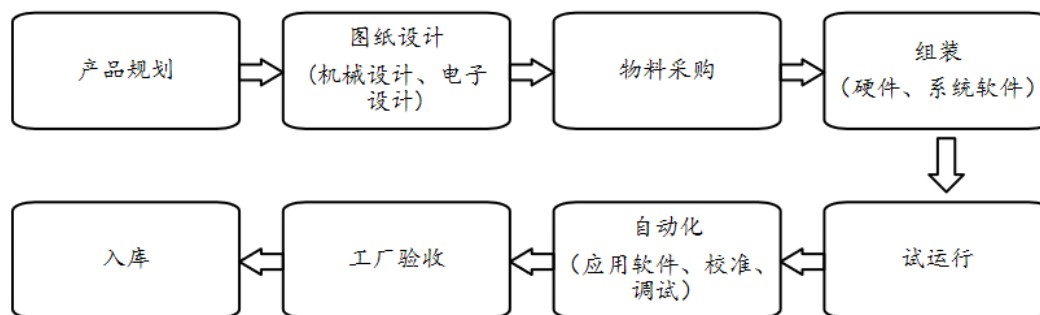 产品规划
图纸设计
(机械设计、电子
设计)
物料采购
组装
（硬件、系统软件）
入库
工厂验收
自动化
（应用软件、校准、
调试）
试运行